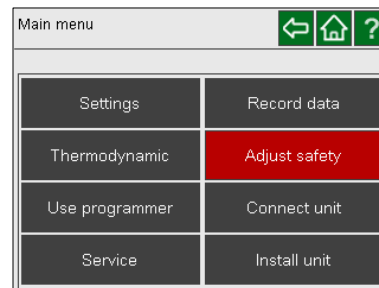 Main menu
?
Settings
Record data
Thermodynamic
Adjust safety
Use programmer
Connect unit
Service
Install unit